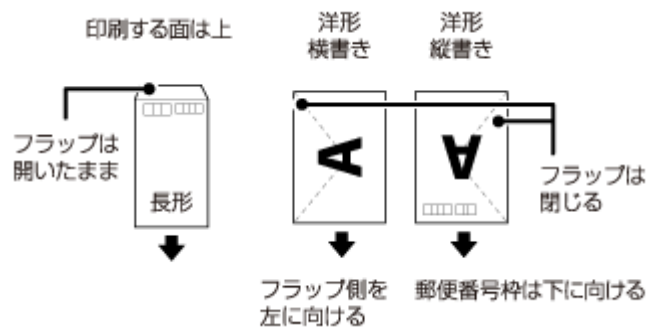 印刷する面は上
洋形
横書き
洋形
縦書き
フラップは
開いたまま
長形
A
A
フラップは
閉じる
フラップ側を
左に向ける
郵便番号枠は下に向ける